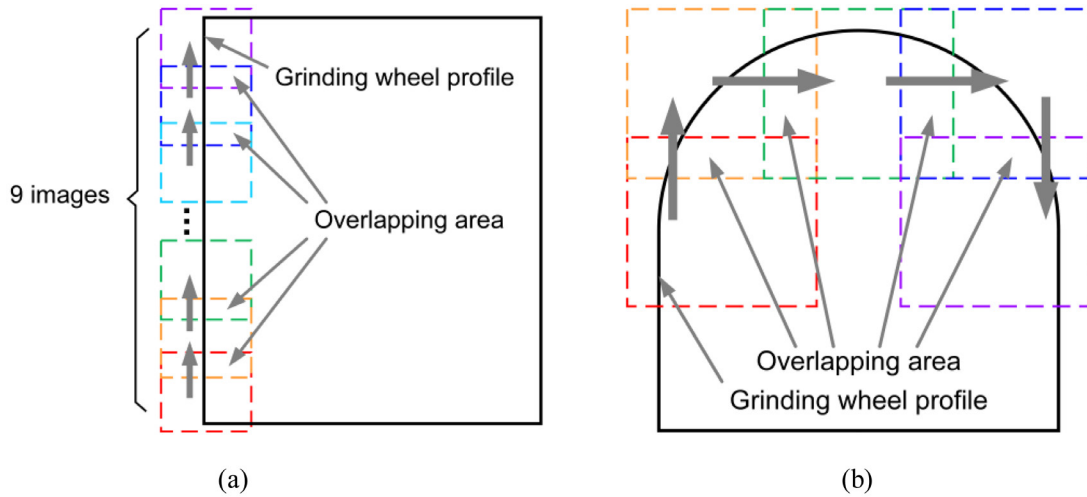 Grinding wheel profile
9 images
Overlapping area
Overlapping area
Grinding wheel profile
(a)
(b)